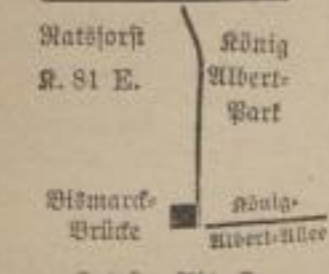 Ratsforst
K. 81 E.
König
Albert-
Park
Bismarck-
Brücke
König-
Albert-Allee